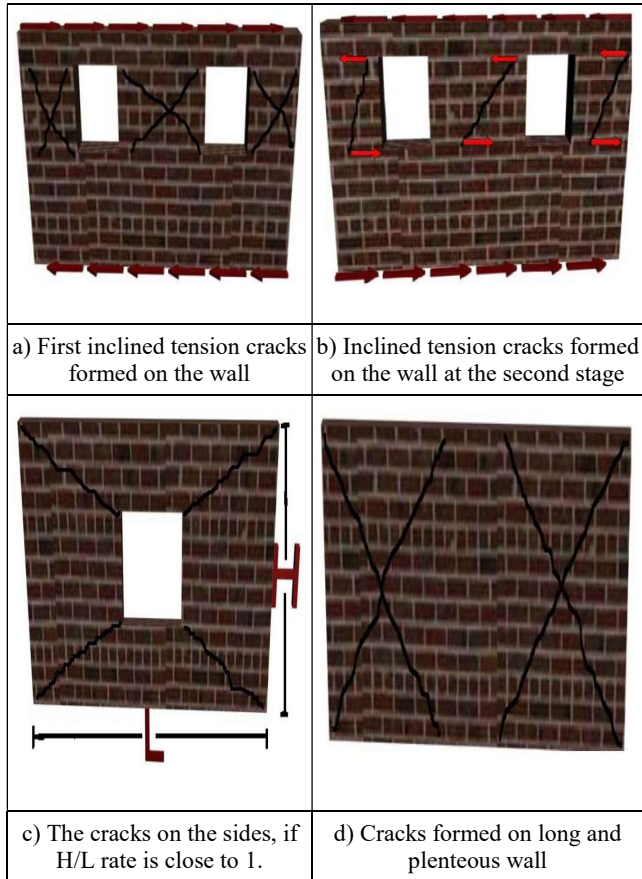 a) First inclined tension cracks
formed on the wall
b) Inclined tension cracks formed
on the wall at the second stage
H
L
c) The cracks on the sides, if
H/L rate is close to 1.
d) Cracks formed on long and
plenteous wall